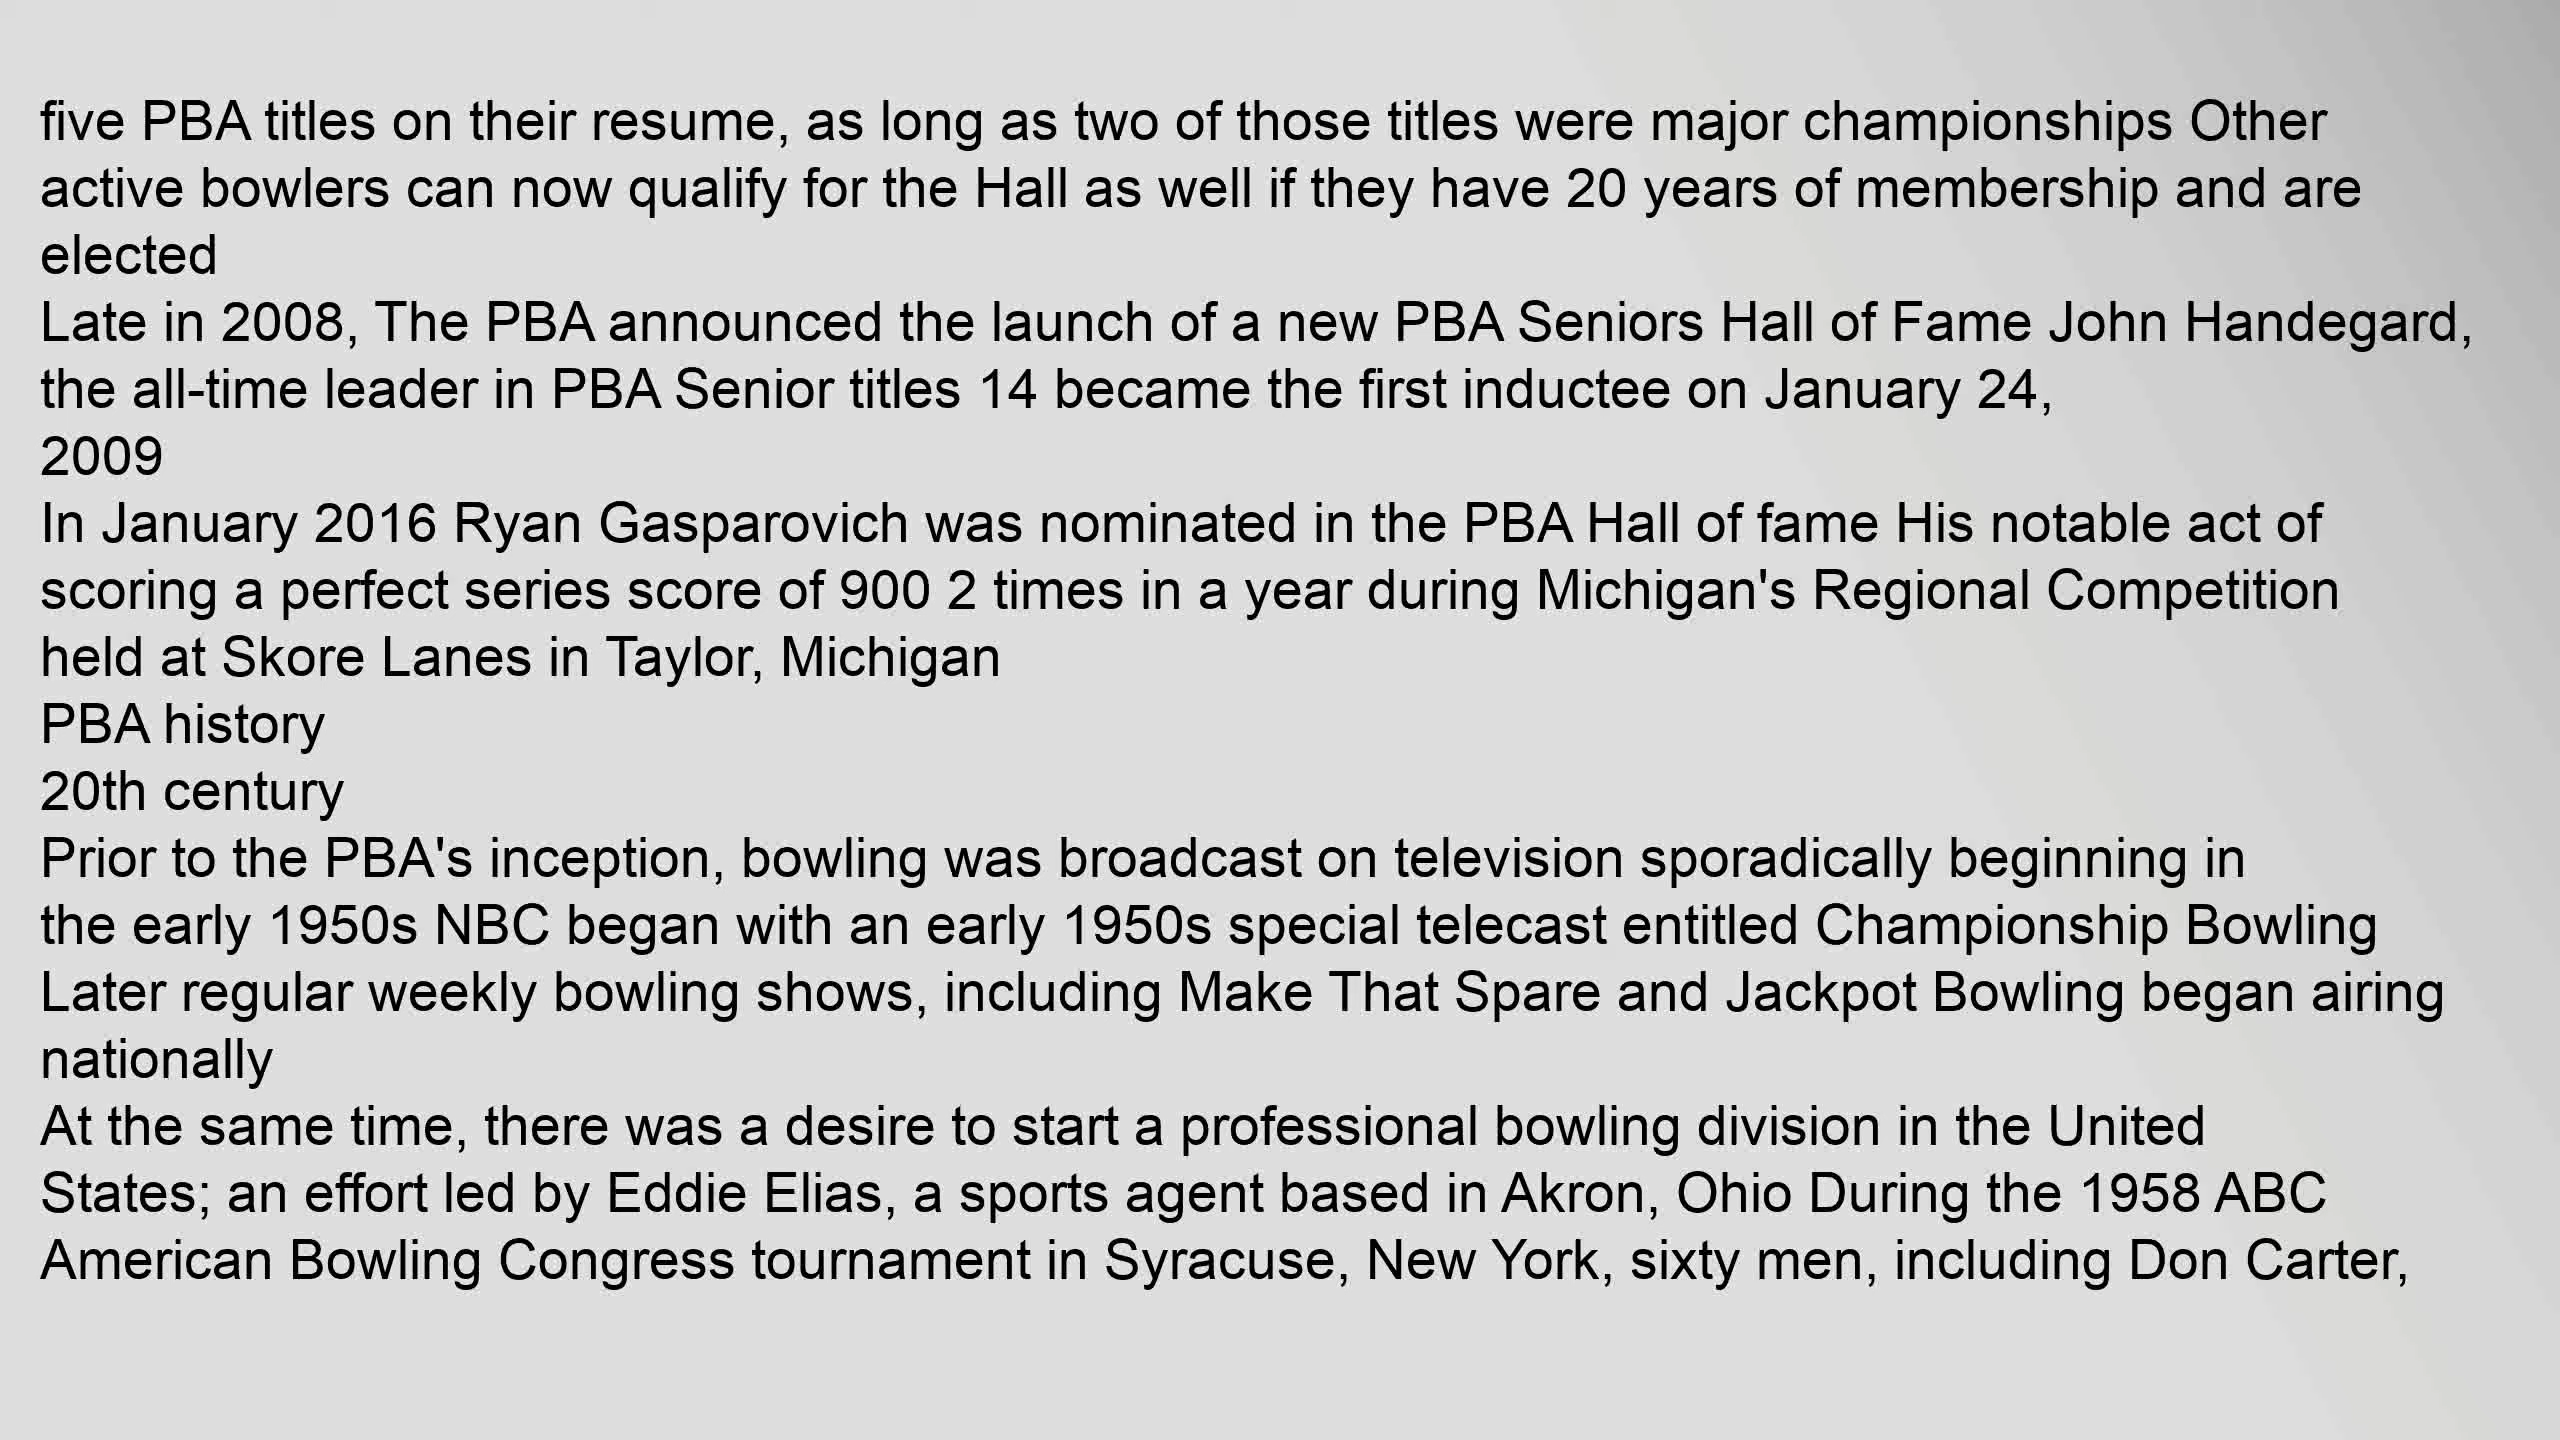 five PBA titles on their resume, as long as two of those titles were major championships Other
active bowlers can now qualify for the Hall as well if they have 20 years of membership and are
elected
Late in 2008, The PBA announced the launch of a new PBA Seniors Hall of Fame John Handegard,
the all-time leader in PBA Senior titles 14 became the first inductee on January 24,
2009
In January 2016 Ryan Gasparovich was nominated in the PBA Hall of fame His notable act of
scoring a perfect series score of 900 2 times in a year during Michigan's Regional Competition
held at Skore Lanes in Taylor, Michigan
PBA history
20th century
Prior to the PBA's inception, bowling was broadcast on television sporadically beginning in
the early 1950s NBC began with an early 1950s special telecast entitled Championship Bowling
Later regular weekly bowling shows, including Make That Spare and Jackpot Bowling began airing
nationally
At the same time, there was a desire to start a professional bowling division in the United
States; an effort led by Eddie Elias, a sports agent based in Akron, Ohio During the 1958 ABC
American Bowling Congress tournament in Syracuse, New York, sixty men, including Don Carter,